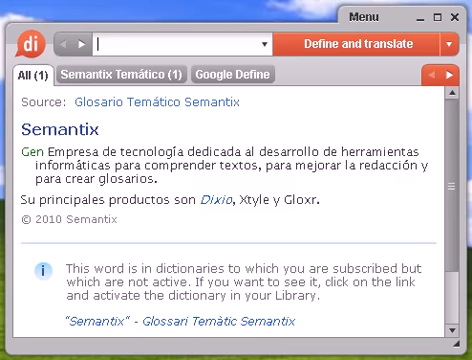 Menu
di
Define and translate
All (1)
Semantix Temático (1)
Google Define
Source: Glosario Temático Semantix
Semantix
Gen Empresa de tecnología dedicada al desarrollo de herramientas
informáticas para comprender textos, para mejorar la redacción y
para crear glosarios.
Su principales productos son Dixio, Xtyle y Gloxr.
© 2010 Semantix
i
This word is in dictionaries to which you are subscribed but
which are not active. If you want to see it, click on the link
and activate the dictionary in your Library.
"Semantix" - Glossari Temàtic Semantix